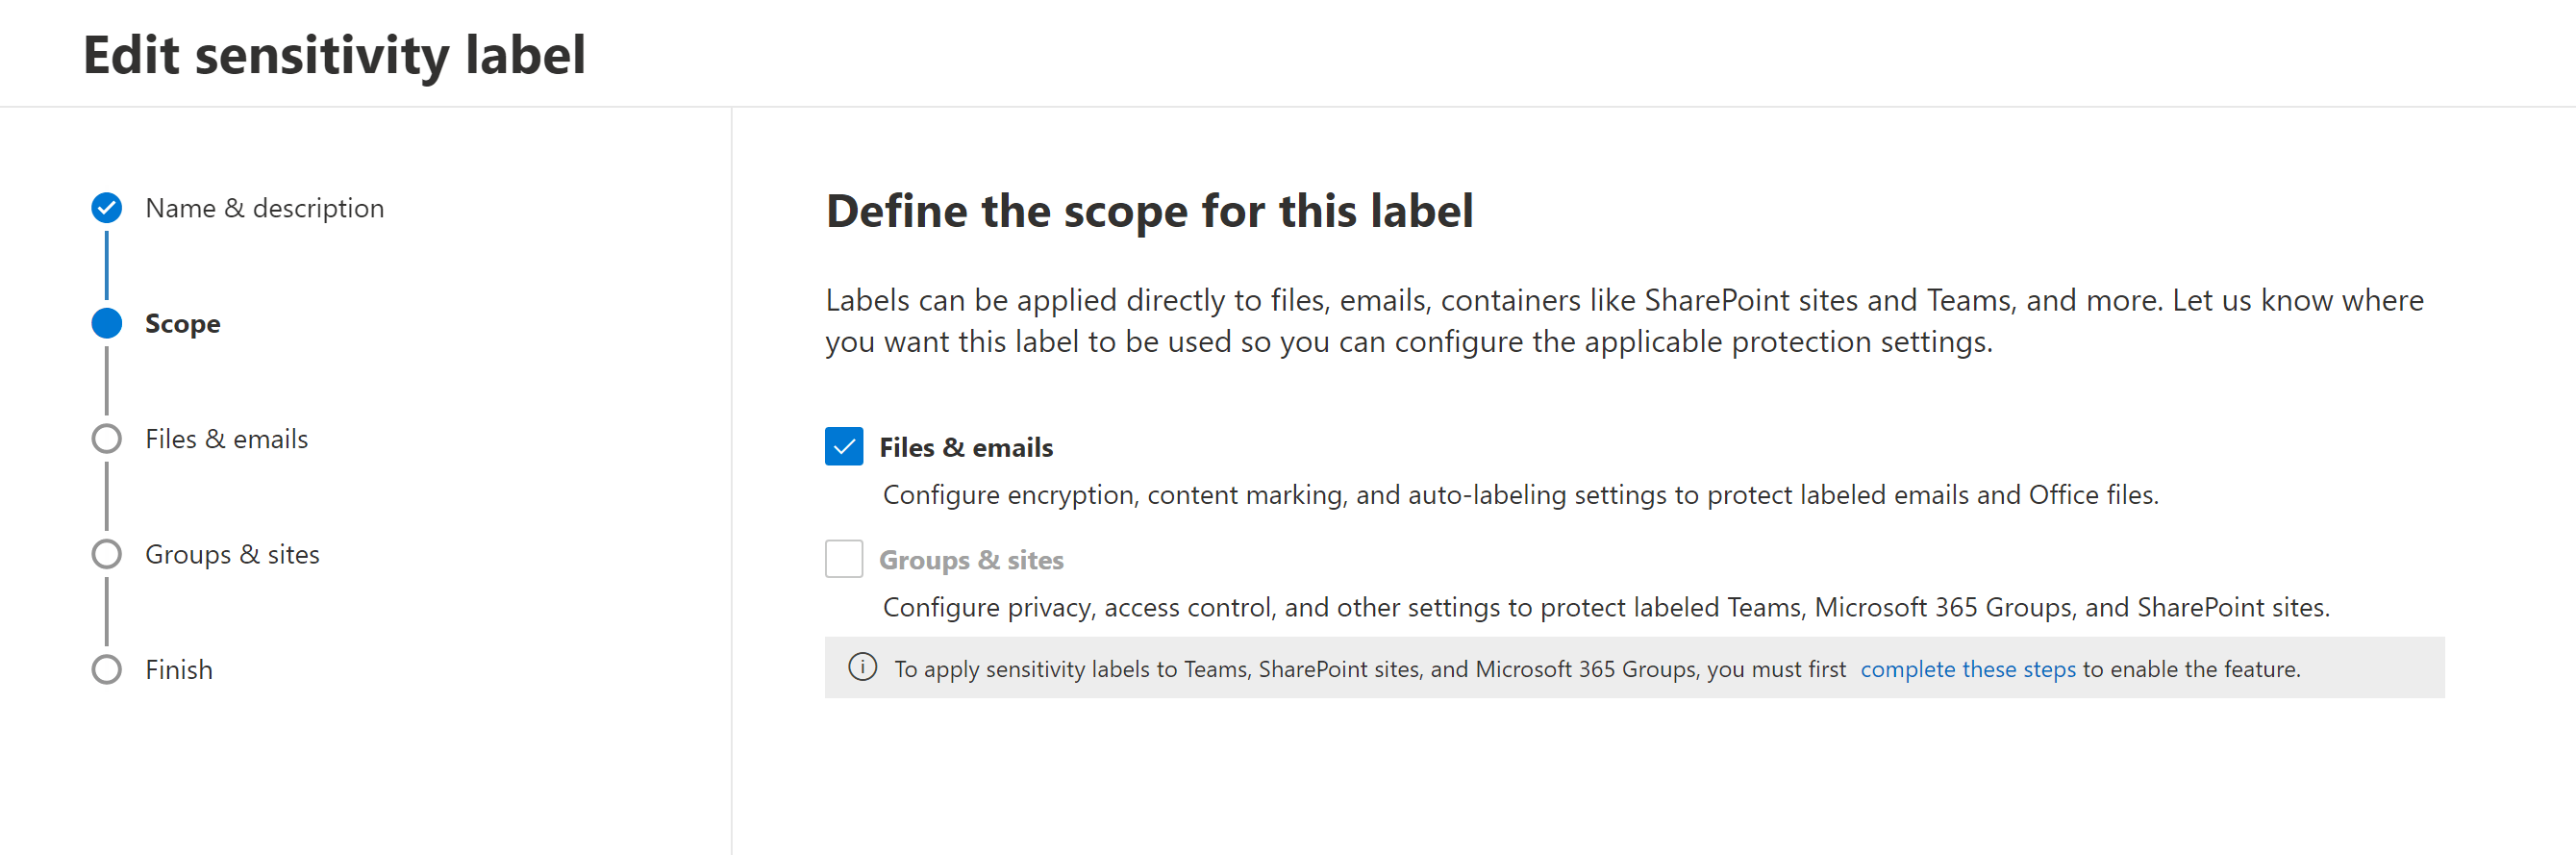 Edit sensitivity label
Name & description
Scope
Files & emails
Groups & sites
Finish
Define the scope for this label
Labels can be applied directly to files, emails, containers like SharePoint sites and Teams, and more. Let us know where
you want this label to be used so you can configure the applicable protection settings.
Files & emails
Configure encryption, content marking, and auto-labeling settings to protect labeled emails and Office files.
Groups & sites
Configure privacy, access control, and other settings to protect labeled Teams, Microsoft 365 Groups, and SharePoint sites.
To apply sensitivity labels to Teams, SharePoint sites, and Microsoft 365 Groups, you must first complete these steps to enable the feature.